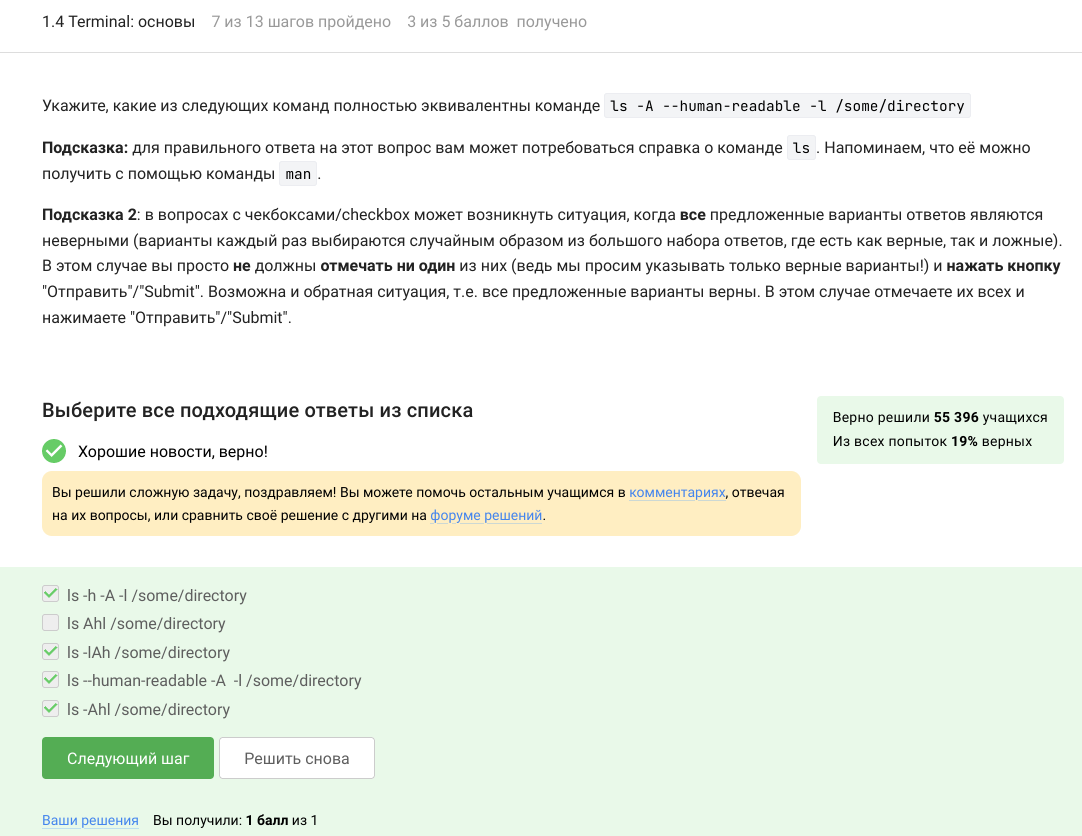 1.4 Terminal: основы 7 из 13 шагов пройдено 3 из 5 баллов получено
Укажите, какие из следующих команд полностью эквивалентны команде ls -A --human-readable -l /some/directory
Подсказка: для правильного ответа на этот вопрос вам может потребоваться справка о команде ls. Напоминаем, что её можно
получить с помощью команды man.
Подсказка 2: в вопросах с чекбоксами/checkbox может возникнуть ситуация, когда все предложенные варианты ответов являются
неверными (варианты каждый раз выбираются случайным образом из большого набора ответов, где есть как верные, так и ложные).
В этом случае вы просто не должны отмечать ни один из них (ведь мы просим указывать только верные варианты!) и нажать кнопку
"Отправить"/"Submit". Возможна и обратная ситуация, т.е. все предложенные варианты верны. В этом случае отмечаете их всех и
нажимаете "Отправить"/"Submit".
Выберите все подходящие ответы из списка
Верно решили 55 396 учащихся
Из всех попыток 19% верных
Хорошие новости, верно!
Вы решили сложную задачу, поздравляем! Вы можете помочь остальным учащимся в комментариях, отвечая
на их вопросы, или сравнить своё решение с другими на форуме решений.
ls -h -A -l /some/directory
ls Ahl /some/directory
ls -lAh /some/directory
ls --human-readable -A  -l /some/directory
ls -Ahl /some/directory
Следующий шаг Решить снова
Ваши решения Вы получили: 1 балл из 1